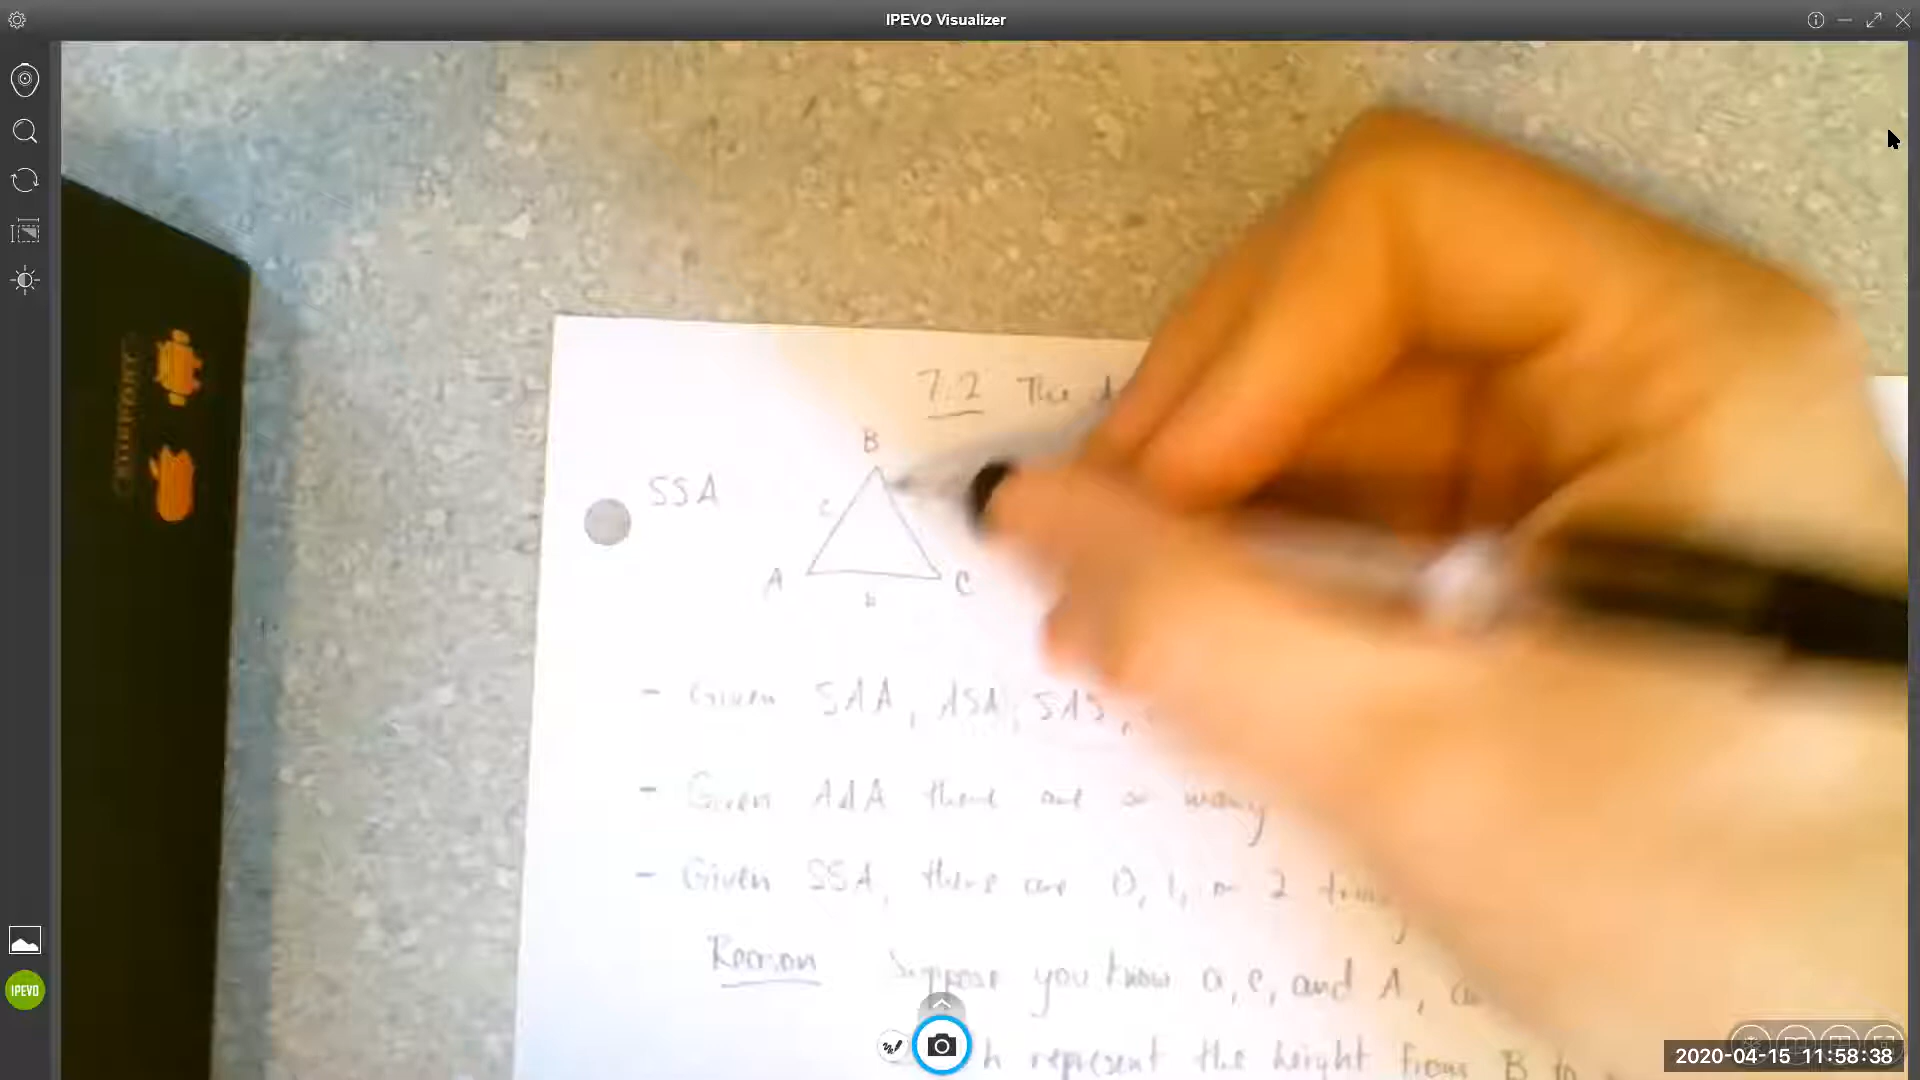 IPEVO Visualizer
7.2 The
B
SSA
c
A
C
b
- Given SAA, ASA, SAS,
- Given AAA there are ∞ many
- Given SSA, there are 0, 1, or 2
Reason Suppose you know a, c, and A,
h represent the height from B to
IPEVO
2020-04-15 11:58:38